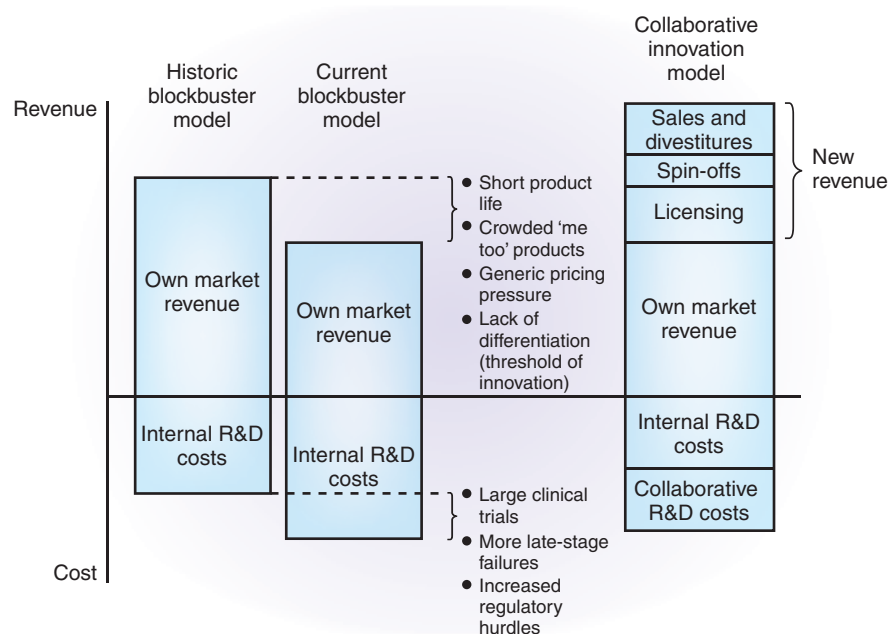 Collaborative
innovation
model
Historic
blockbuster
model
Current
blockbuster
model
Revenue
Sales and
divestitures
Spin-offs
Licensing
New
revenue
• Short product
life
• Crowded ‘me
too’ products
• Generic pricing
pressure
• Lack of
differentiation
(threshold of
innovation)
Own market
revenue
Own market
revenue
Own market
revenue
Internal R&D
costs
Internal R&D
costs
Internal R&D
costs
Collaborative
R&D costs
• Large clinical
trials
• More late-stage
failures
• Increased
regulatory
hurdles
Cost